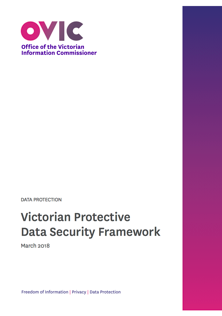 OVIC
Office of the Victorian
Information Commissioner
DATA PROTECTION
Victorian Protective
Data Security Framework
March 2018
Freedom of Information | Privacy | Data Protection